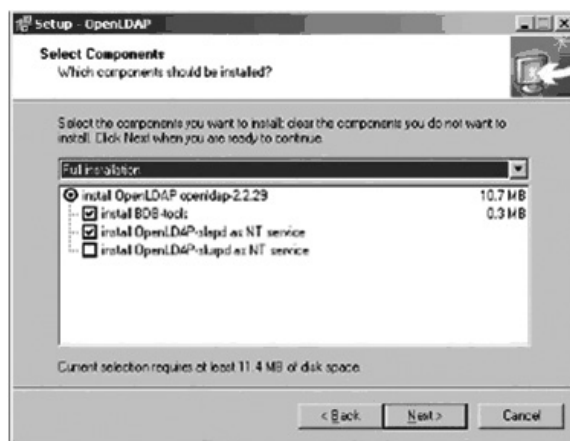 Setup - OpenLDAP
Select Components
Which components should be installed?
Select the components you want to install; clear the components you do not want to
install. Click Next when you are ready to continue.
Full installation
install OpenLDAP openldap-2.2.29 10.7 MB
install BDB-tools 0.3 MB
install OpenLDAP-slapd as NT service
install OpenLDAP-slurpd as NT service
Current selection requires at least 11.4 MB of disk space.
< Back
Next >
Cancel